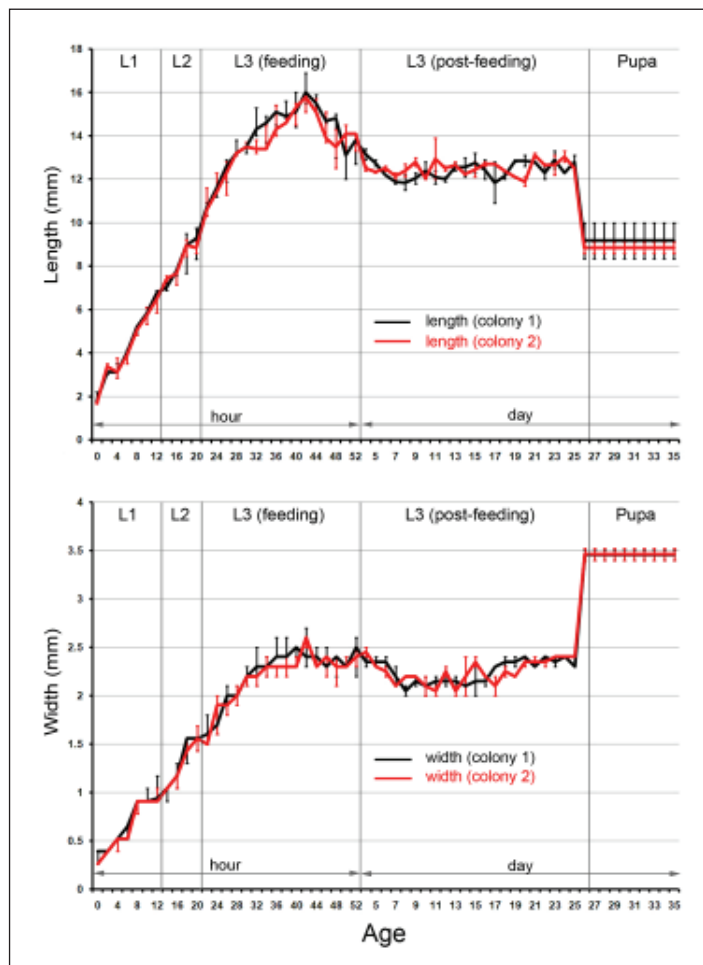 L1 L2 L3 (feeding) L3 (post-feeding) Pupa
18
16
14
12
10
8
6
4
2
0
Length (mm)
length (colony 1)
length (colony 2)
hour day
0 4 8 12 16 20 24 28 32 36 40 44 48 52 5 7 9 11 13 15 17 19 21 23 25 27 29 31 33 35
L1 L2 L3 (feeding) L3 (post-feeding) Pupa
4
3.5
3
2.5
2
1.5
1
0.5
0
Width (mm)
width (colony 1)
width (colony 2)
hour day
0 4 8 12 16 20 24 28 32 36 40 44 48 52 5 7 9 11 13 15 17 19 21 23 25 27 29 31 33 35
Age